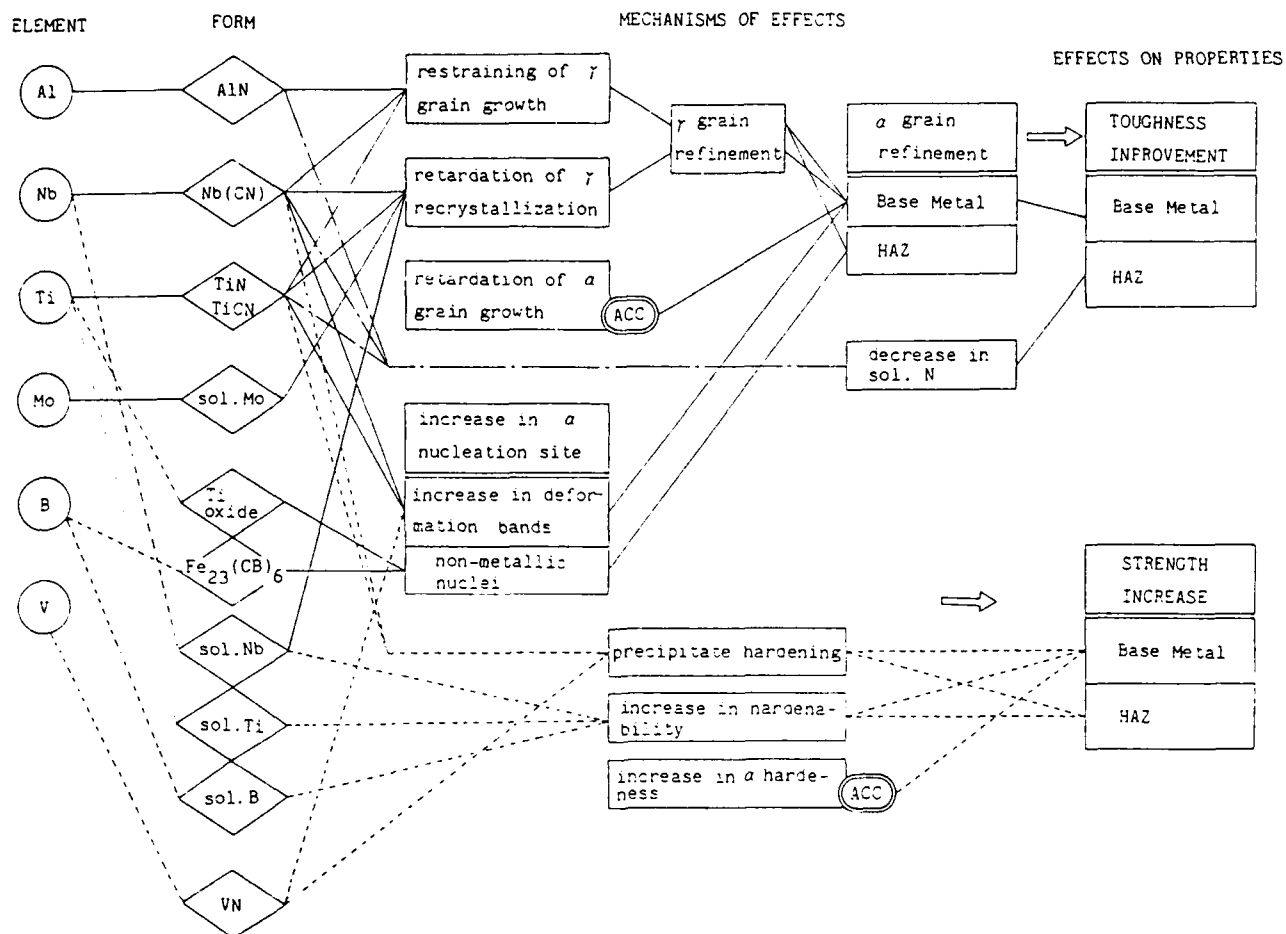 MECHANISMS OF EFFECTS
ELEMENT
FORM
EFFECTS ON PROPERTIES
Al
AlN
restraining of γ
grain growth
γ grain
refinement
α grain
refinement
TOUGHNESS
INPROVEMENT
Nb
Nb(CN)
retardation of γ
recrystallization
Base Metal
Base Metal
HAZ
HAZ
Ti
TiN
TiCN
retardation of α
grain growth
ACC
decrease in
sol. N
Mo
sol.Mo
increase in α
nucleation site
B
Ti
oxide
increase in defor-
mation bands
Fe23(CB)6
non-metallic
nuclei
STRENGTH
INCREASE
V
sol.Nb
precipitate hardening
Base Metal
sol.Ti
increase in hardena-
bility
HAZ
sol.B
increase in α harde-
ness
ACC
VN